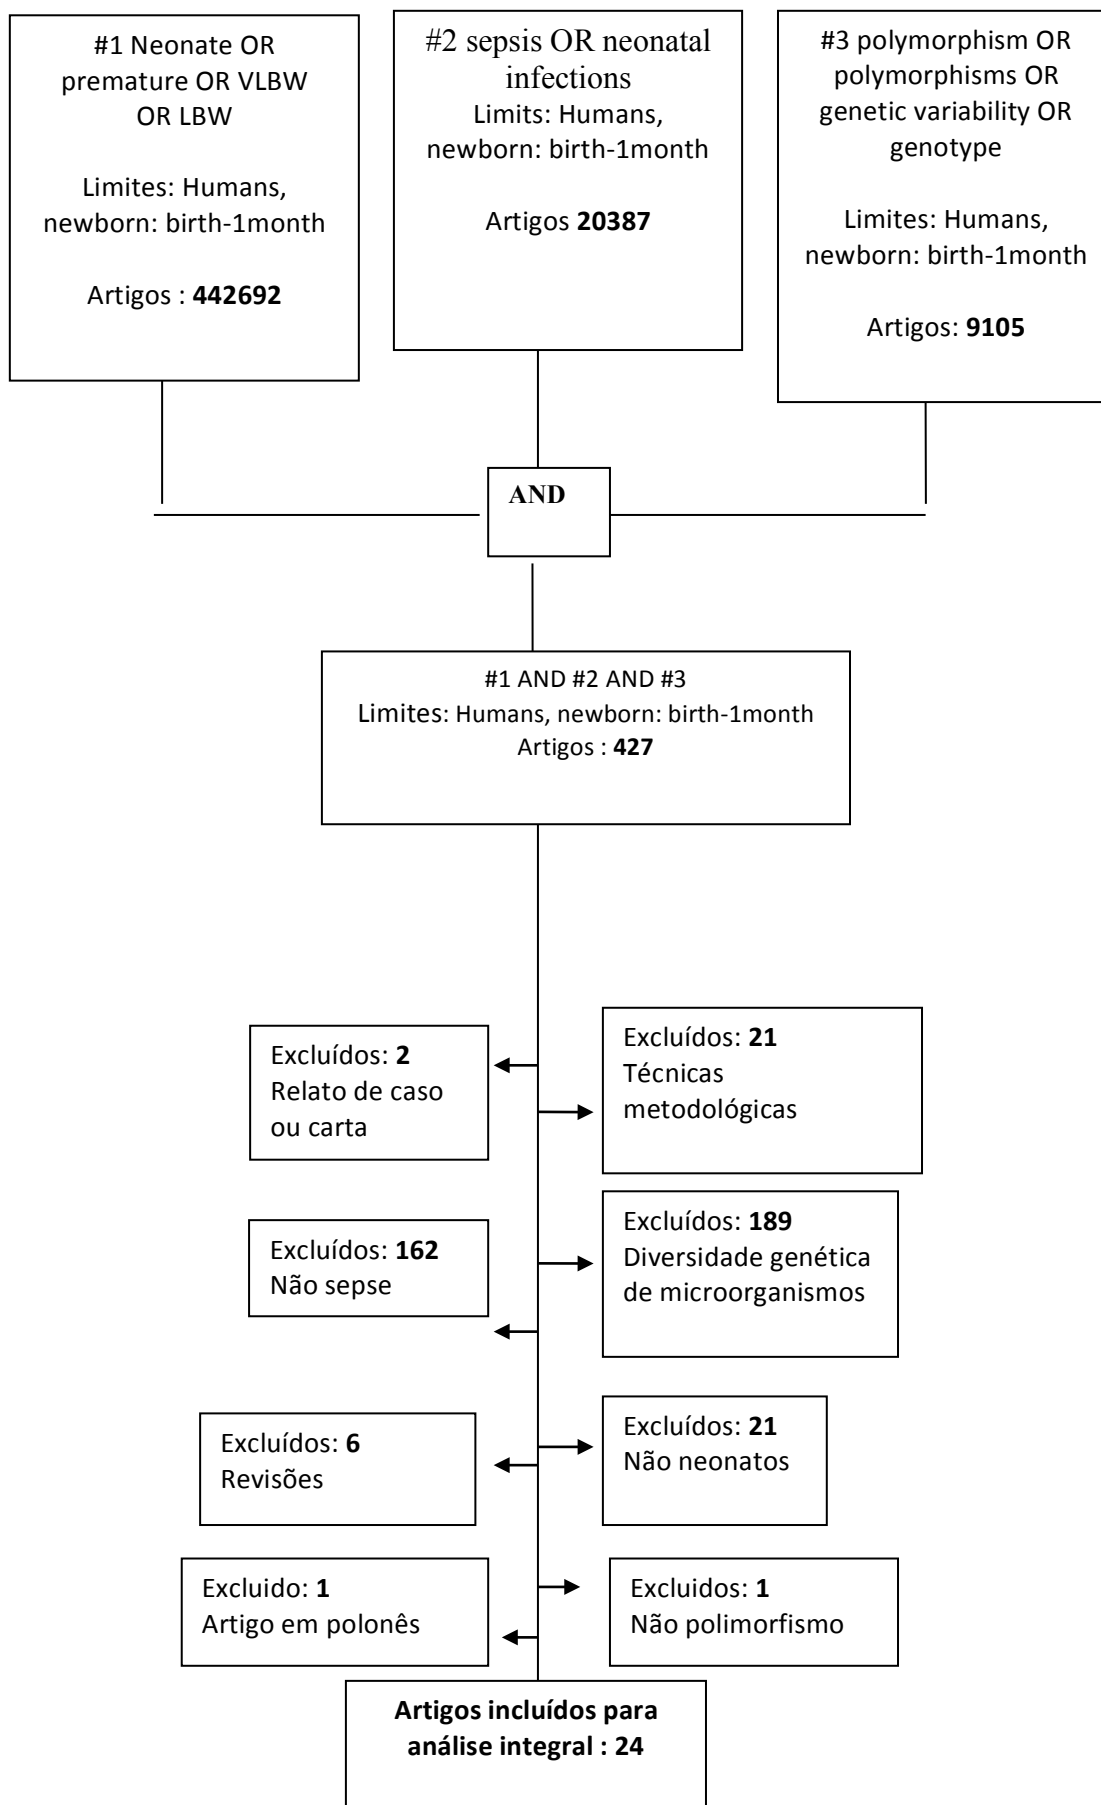 #1 Neonate OR
premature OR VLBW
OR LBW
Limites: Humans,
newborn: birth-1month
Artigos : 442692
#2 sepsis OR neonatal
infections
Limits: Humans,
newborn: birth-1month
Artigos 20387
#3 polymorphism OR
polymorphisms OR
genetic variability OR
genotype
Limites: Humans,
newborn: birth-1month
Artigos: 9105
AND
#1 AND #2 AND #3
Limites: Humans, newborn: birth-1month
Artigos : 427
Excluídos: 2
Relato de caso
ou carta
Excluídos: 21
Técnicas
metodológicas
Excluídos: 162
Não sepse
Excluídos: 189
Diversidade genética
de microorganismos
Excluídos: 6
Revisões
Excluídos: 21
Não neonatos
Excluido: 1
Artigo em polonês
Excluidos: 1
Não polimorfismo
Artigos incluídos para
análise integral : 24